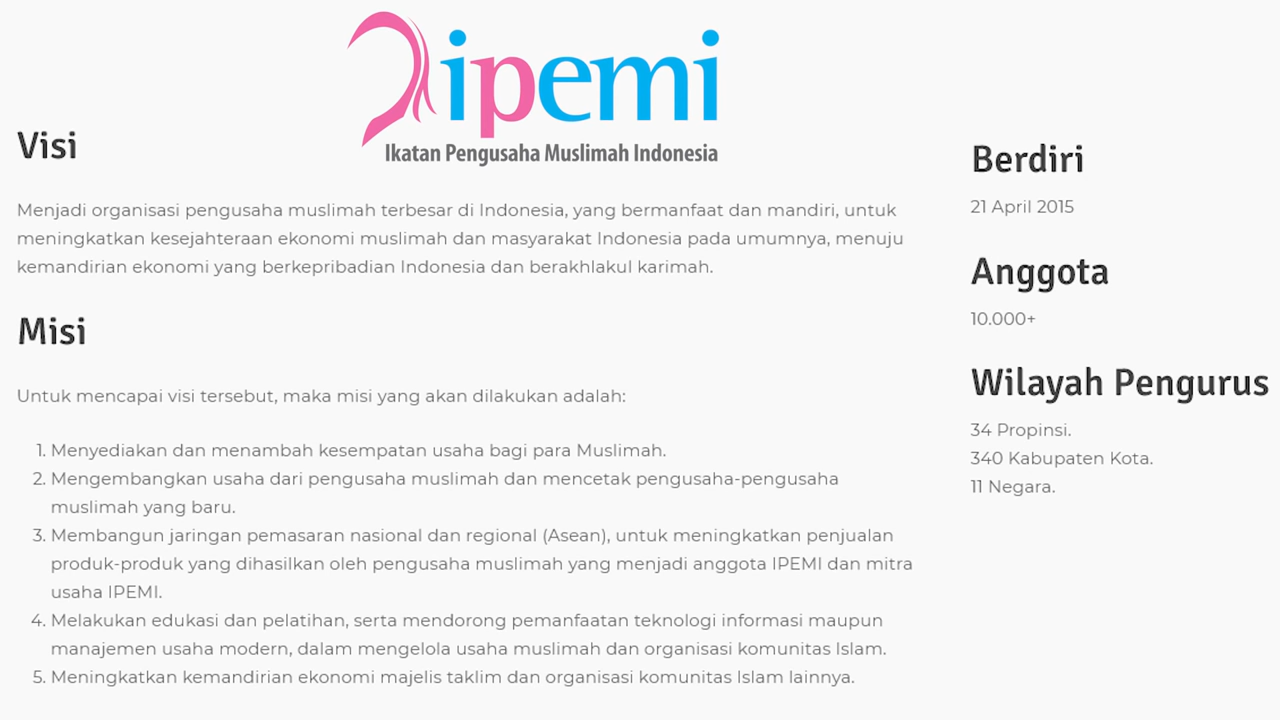 ipemi
Ikatan Pengusaha Muslimah Indonesia
Visi
Menjadi organisasi pengusaha muslimah terbesar di Indonesia, yang bermanfaat dan mandiri, untuk
meningkatkan kesejahteraan ekonomi muslimah dan masyarakat Indonesia pada umumnya, menuju
kemandirian ekonomi yang berkepribadian Indonesia dan berakhlakul karimah.
Misi
Untuk mencapai visi tersebut, maka misi yang akan dilakukan adalah:
1. Menyediakan dan menambah kesempatan usaha bagi para Muslimah.
2. Mengembangkan usaha dari pengusaha muslimah dan mencetak pengusaha-pengusaha
muslimah yang baru.
3. Membangun jaringan pemasaran nasional dan regional (Asean), untuk meningkatkan penjualan
produk-produk yang dihasilkan oleh pengusaha muslimah yang menjadi anggota IPEMI dan mitra
usaha IPEMI.
4. Melakukan edukasi dan pelatihan, serta mendorong pemanfaatan teknologi informasi maupun
manajemen usaha modern, dalam mengelola usaha muslimah dan organisasi komunitas Islam.
5. Meningkatkan kemandirian ekonomi majelis taklim dan organisasi komunitas Islam lainnya.
Berdiri
21 April 2015
Anggota
10.000+
Wilayah Pengurus
34 Propinsi.
340 Kabupaten Kota.
11 Negara.